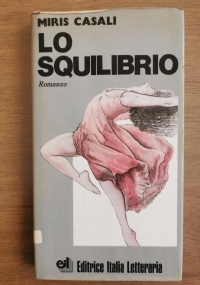 MIRIS CASALI
LO
SQUILIBRIO
Romanzo
eil Editrice Italia Letteraria